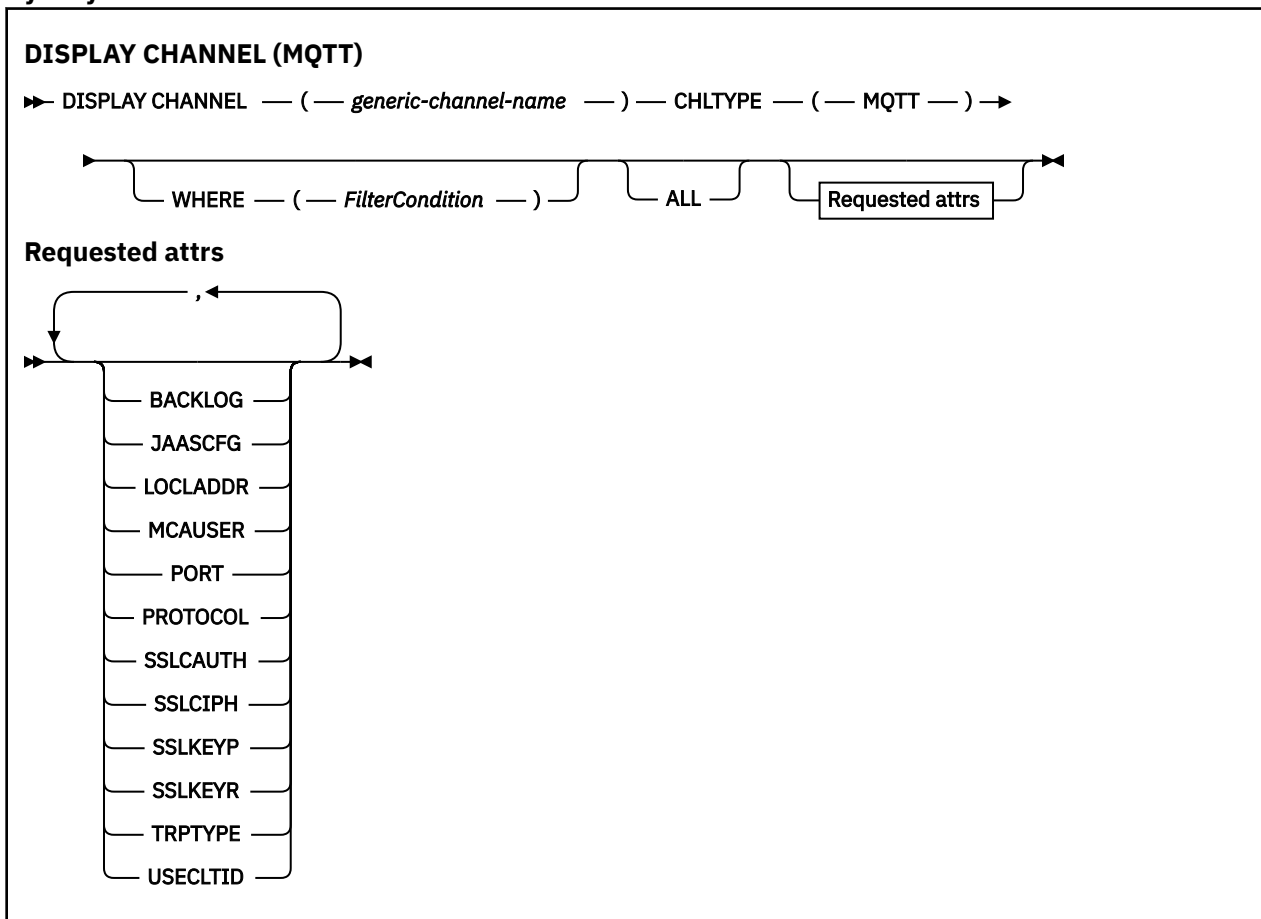 DISPLAY CHANNEL (MQTT)
DISPLAY CHANNEL ( generic-channel-name ) CHLTYPE ( MQTT )
WHERE ( FilterCondition ) ALL Requested attrs
Requested attrs
,
BACKLOG
JAASCFG
LOCLADDR
MCAUSER
PORT
PROTOCOL
SSLCAUTH
SSLCIPH
SSLKEYP
SSLKEYR
TRPTYPE
USECLTID